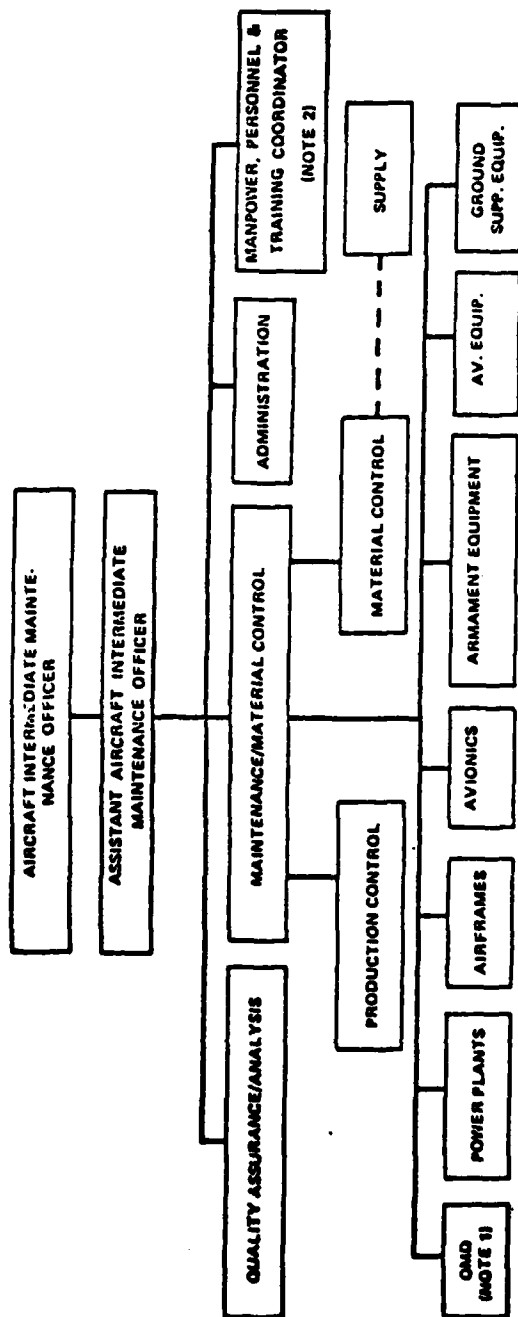 AIRCRAFT INTERMEDIATE MAINTE-
NANCE OFFICER
ASSISTANT AIRCRAFT INTERMEDIATE
MAINTENANCE OFFICER
QUALITY ASSURANCE/ANALYSIS
MAINTENANCE/MATERIAL CONTROL
ADMINISTRATION
MANPOWER, PERSONNEL &
TRAINING COORDINATOR
(NOTE 2)
PRODUCTION CONTROL
MATERIAL CONTROL
SUPPLY
OMD
(NOTE 1)
POWER PLANTS
AIRFRAMES
AVIONICS
ARMAMENT EQUIPMENT
AV. EQUIP.
GROUND
SUPP. EQUIP.